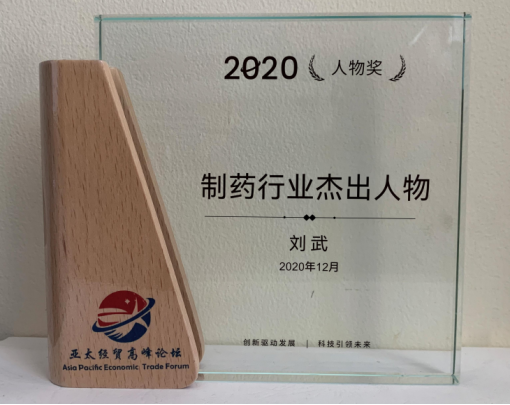 2020 人物奖
制药行业杰出人物
刘武
2020年12月
创新驱动发展 | 科技引领未来
亚太经贸高峰论坛
Asia Pacific Economic Trade Forum